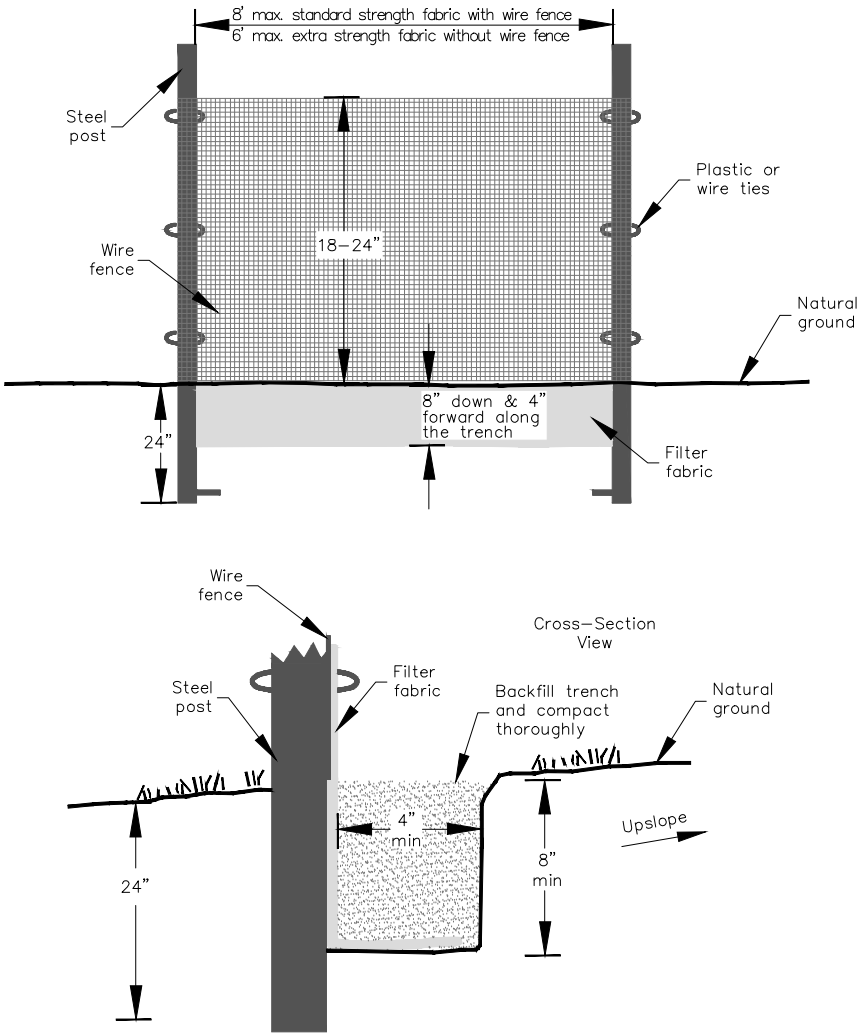 8' max. standard strength fabric with wire fence
6' max. extra strength fabric without wire fence
Steel
post
Plastic or
wire ties
18-24"
Wire
fence
Natural
ground
8" down & 4"
forward along
the trench
24"
Filter
fabric
Wire
fence
Cross-Section
View
Steel
post
Filter
fabric
Backfill trench
and compact
thoroughly
Natural
ground
4"
min
Upslope
8"
min
24"